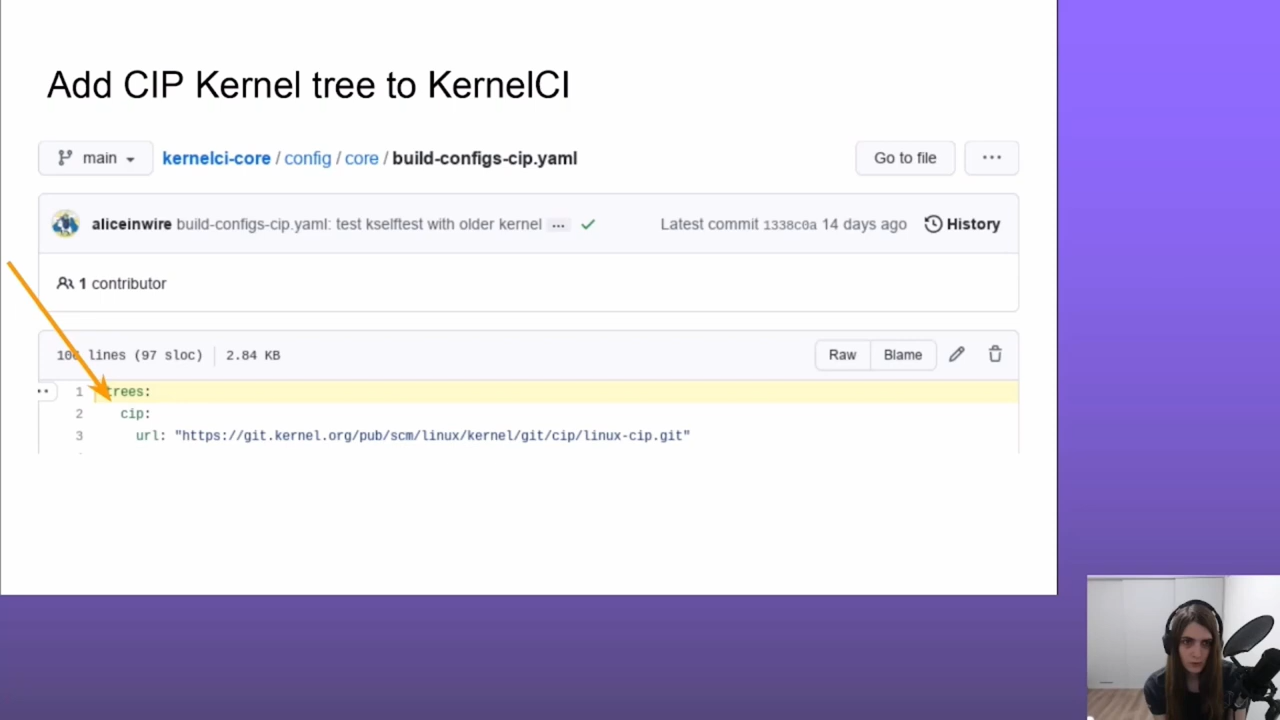 Add CIP Kernel tree to KernelCI
main kernelci-core / config / core / build-configs-cip.yaml Go to file ...
aliceinwire build-configs-cip.yaml: test kselftest with older kernel ... Latest commit 1338c0a 14 days ago History
1 contributor
lines (97 sloc) 2.84 KB Raw Blame
1 trees:
2 cip:
3 url: "https://git.kernel.org/pub/scm/linux/kernel/git/cip/linux-cip.git"